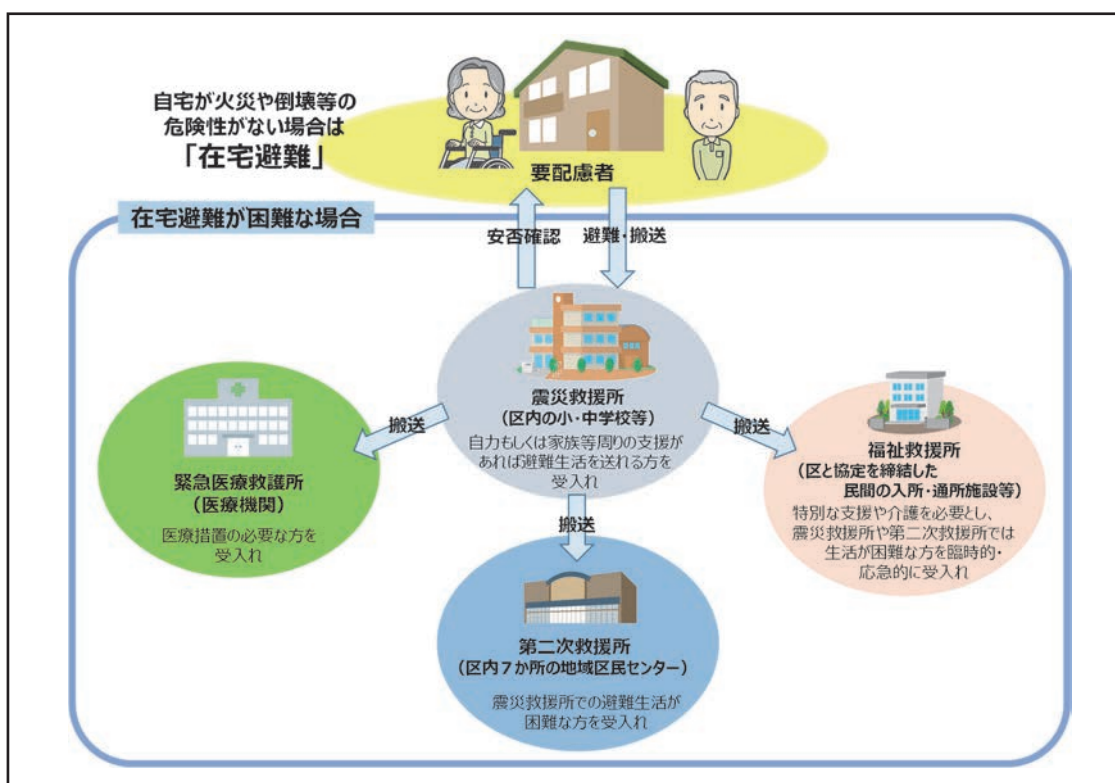 自宅が火災や倒壊等の
危険性がない場合は
「在宅避難」
要配慮者
在宅避難が困難な場合
安否確認
避難・搬送
震災救援所
(区内の小・中学校等)
自力もしくは家族等周りの支援が
あれば避難生活を送れる方を
受入れ
搬送
緊急医療救護所
(医療機関)
医療措置の必要な方を
受入れ
搬送
第二次救援所
(区内7か所の地域区民センター)
震災救援所での避難生活が
困難な方を受入れ
搬送
福祉救援所
(区と協定を締結した
民間の入所・通所施設等)
特別な支援や介護を必要とし、
震災救援所や第二次救援所では
生活が困難な方を臨時的・
応急的に受入れ